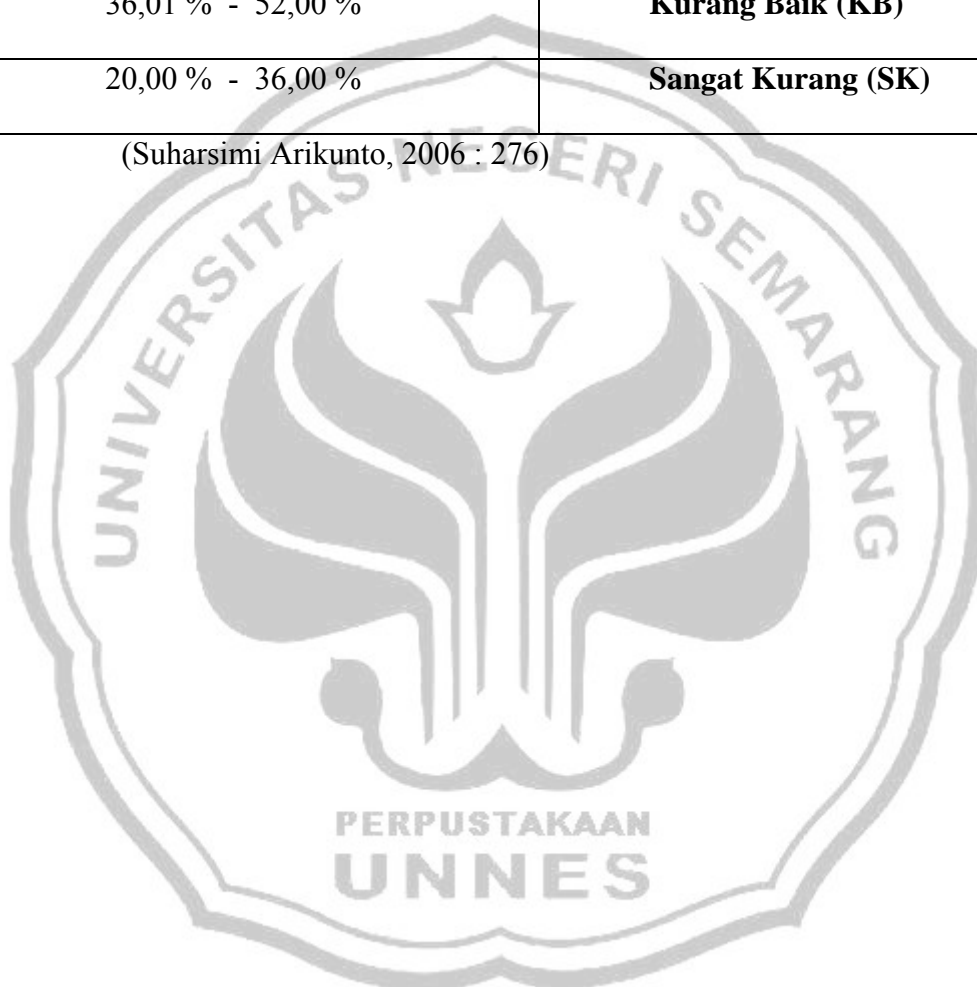 36,01 % - 52,00 % Kurang Baik (KB)
20,00 % - 36,00 % Sangat Kurang (SK)
(Suharsimi Arikunto, 2006 : 276)
UNIVERSITAS NEGERI SEMARANG
PERPUSTAKAAN
UNNES